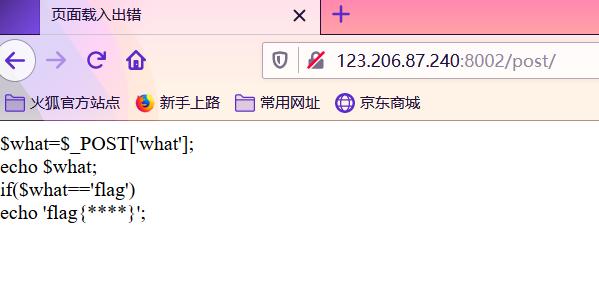 页面载入出错
123.206.87.240:8002/post/
火狐官方站点 新手上路 常用网址 京东商城
$what=$_POST['what'];
echo $what;
if($what=='flag')
echo 'flag{****}';